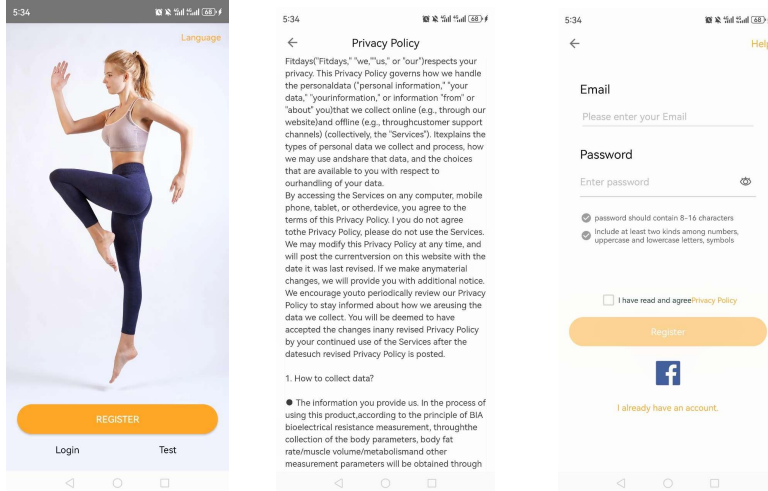 5:34
68
Language
REGISTER
Login
Test
5:34
68
Privacy Policy
Fitdays("Fitdays," "we,""us," or "our")respects your
privacy. This Privacy Policy governs how we handle
the personaldata ("personal information," "your
data," "yourinformation," or information "from" or
"about" you)that we collect online (e.g., through our
website)and offline (e.g., throughcustomer support
channels) (collectively, the "Services"). Itexplains the
types of personal data we collect and process, how
we may use andshare that data, and the choices
that are available to you with respect to
ourhandling of your data.
By accessing the Services on any computer, mobile
phone, tablet, or otherdevice, you agree to the
terms of this Privacy Policy. I you do not agree
tothe Privacy Policy, please do not use the Services.
We may modify this Privacy Policy at any time, and
will post the currentversion on this website with the
date it was last revised. If we make anymaterial
changes, we will provide you with additional notice.
We encourage youto periodically review our Privacy
Policy to stay informed about how we areusing the
data we collect. You will be deemed to have
accepted the changes inany revised Privacy Policy
by your continued use of the Services after the
datesuch revised Privacy Policy is posted.
1. How to collect data?
● The information you provide us. In the process of
using this product,according to the principle of BIA
bioelectrical resistance measurement, throughthe
collection of the body parameters, body fat
rate/muscle volume/metabolismand other
measurement parameters will be obtained through
5:34
68
Help
Email
Please enter your Email
Password
Enter password
password should contain 8-16 characters
Include at least two kinds among numbers,
uppercase and lowercase letters, symbols
I have read and agreePrivacy Policy
Register
f
I already have an account.